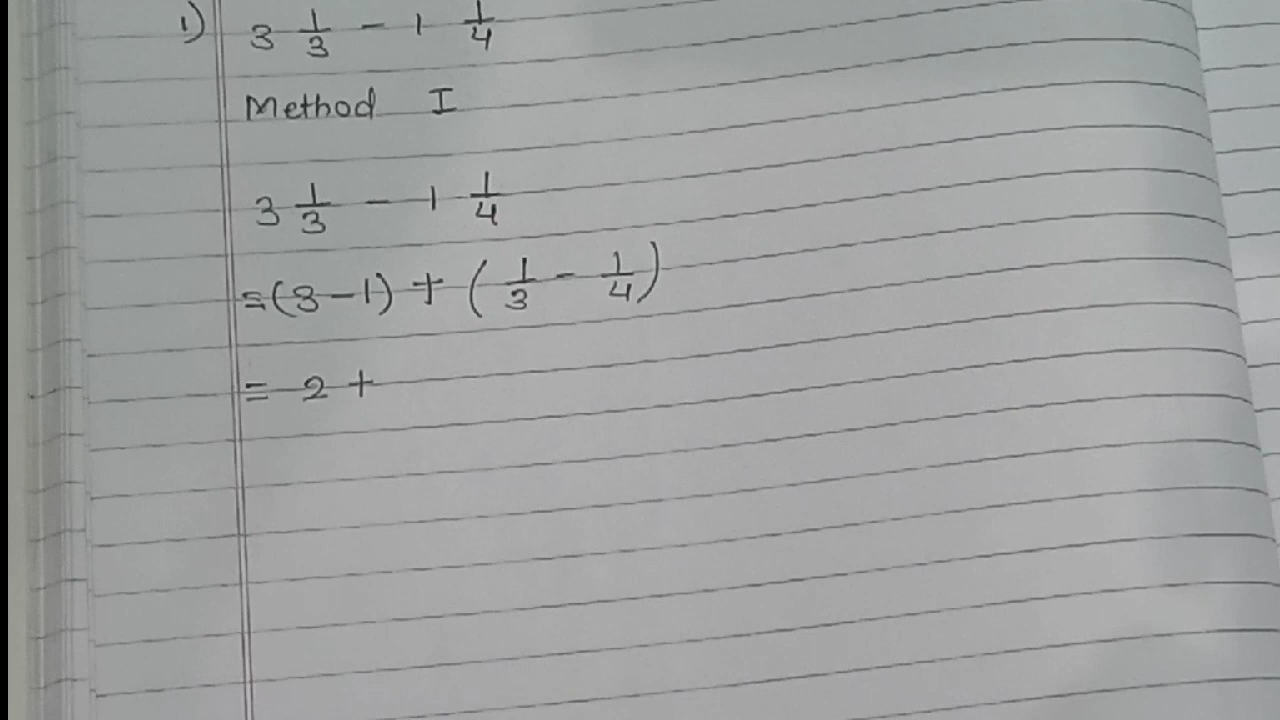 1) 3 1/3 - 1 1/4
Method I
3 1/3 - 1 1/4
= (3 - 1) + (1/3 - 1/4)
= 2 +